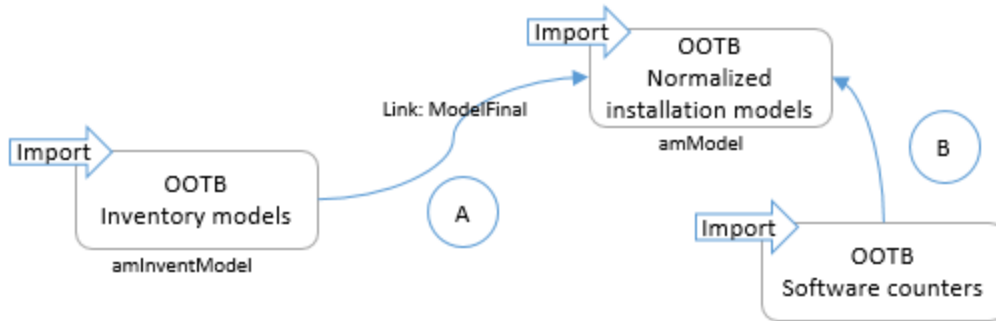 Import
OOTB
Normalized
installation models
amModel
Link: ModelFinal
Import
OOTB
Inventory models
amInventModel
A
B
Import
OOTB
Software counters